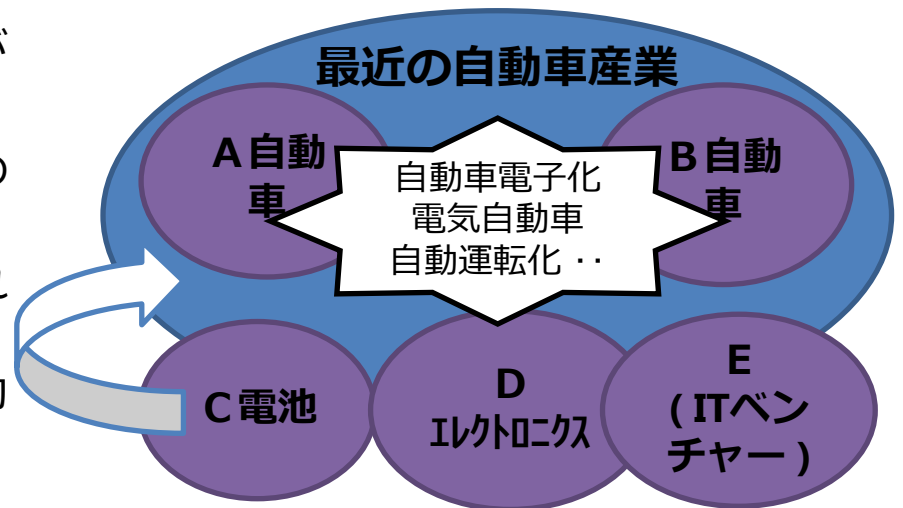 最近の自動車産業
A自動
車
B自動
車
自動車電子化
電気自動車
自動運転化 ‥
C電池
D
ｴﾚｸﾄﾛﾆｸｽ
E
( ITベン
チャー )